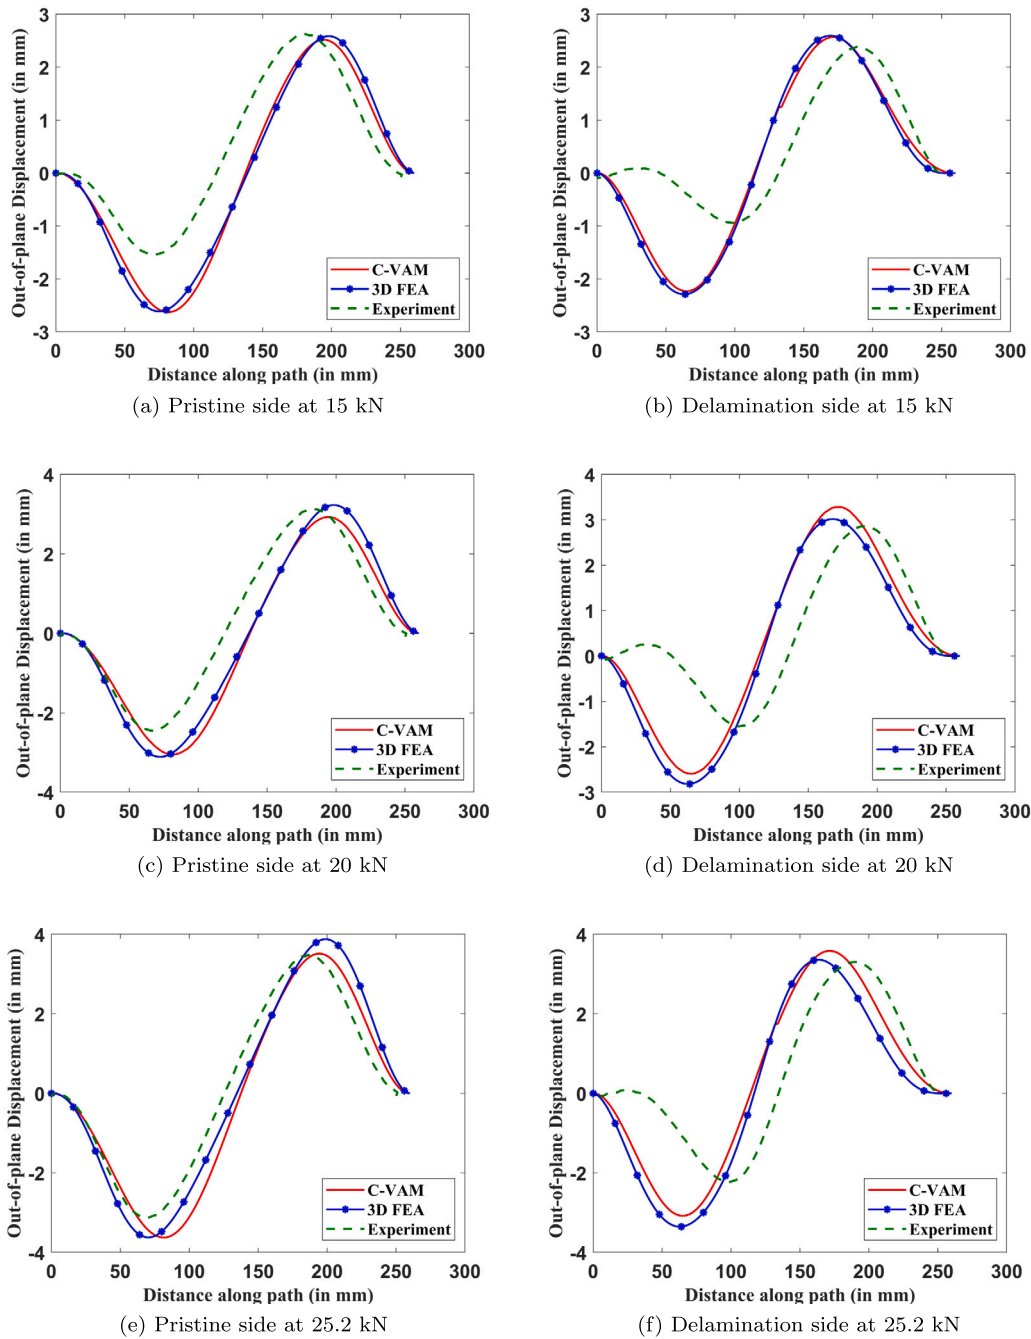 3
2
1
0
-1
-2
-3
Out-of-plane Displacement (in mm)
C-VAM
3D FEA
Experiment
0 50 100 150 200 250 300
Distance along path (in mm)
(a) Pristine side at 15 kN
3
2
1
0
-1
-2
-3
Out-of-plane Displacement (in mm)
C-VAM
3D FEA
Experiment
0 50 100 150 200 250 300
Distance along path (in mm)
(b) Delamination side at 15 kN
4
2
0
-2
-4
Out-of-plane Displacement (in mm)
C-VAM
3D FEA
Experiment
0 50 100 150 200 250 300
Distance along path (in mm)
(c) Pristine side at 20 kN
4
3
2
1
0
-1
-2
-3
Out-of-plane Displacement (in mm)
C-VAM
3D FEA
Experiment
0 50 100 150 200 250 300
Distance along path (in mm)
(d) Delamination side at 20 kN
4
2
0
-2
-4
Out-of-plane Displacement (in mm)
C-VAM
3D FEA
Experiment
0 50 100 150 200 250 300
Distance along path (in mm)
(e) Pristine side at 25.2 kN
4
2
0
-2
-4
Out-of-plane Displacement (in mm)
C-VAM
3D FEA
Experiment
0 50 100 150 200 250 300
Distance along path (in mm)
(f) Delamination side at 25.2 kN